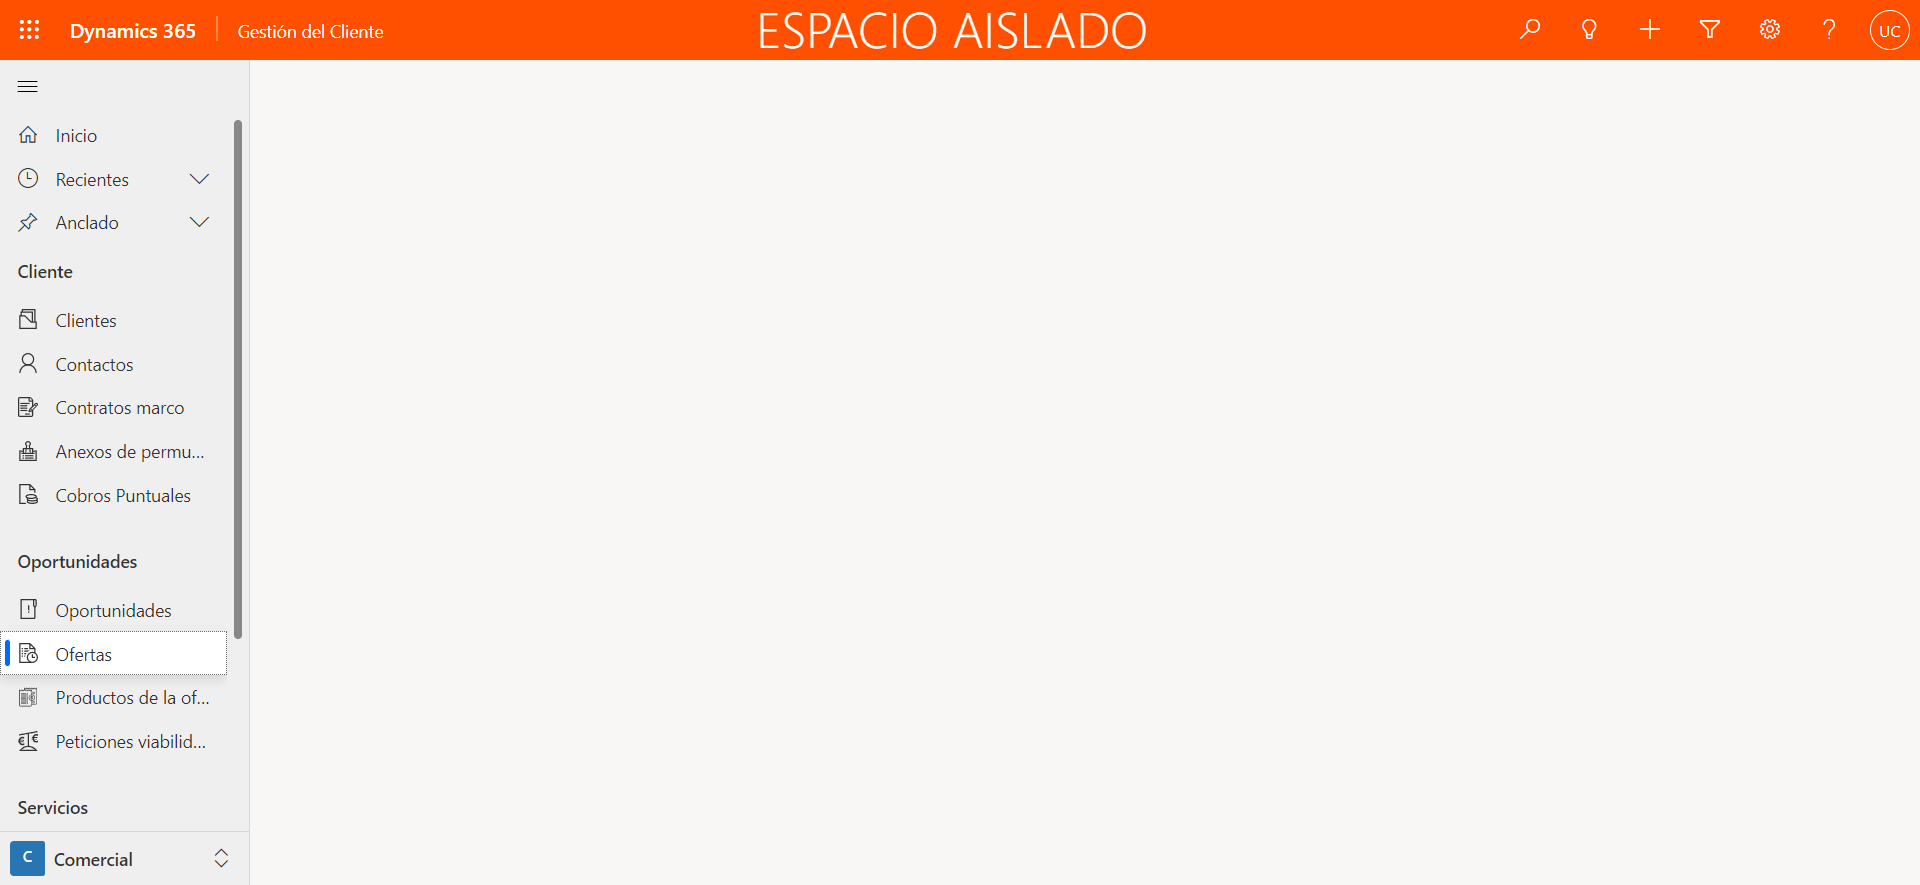 Dynamics 365
Gestión del Cliente
ESPACIO AISLADO
UC
Inicio
Recientes
Anclado
Cliente
Clientes
Contactos
Contratos marco
Anexos de permu...
Cobros Puntuales
Oportunidades
Oportunidades
Ofertas
Productos de la of...
Peticiones viabilid...
Servicios
C
Comercial